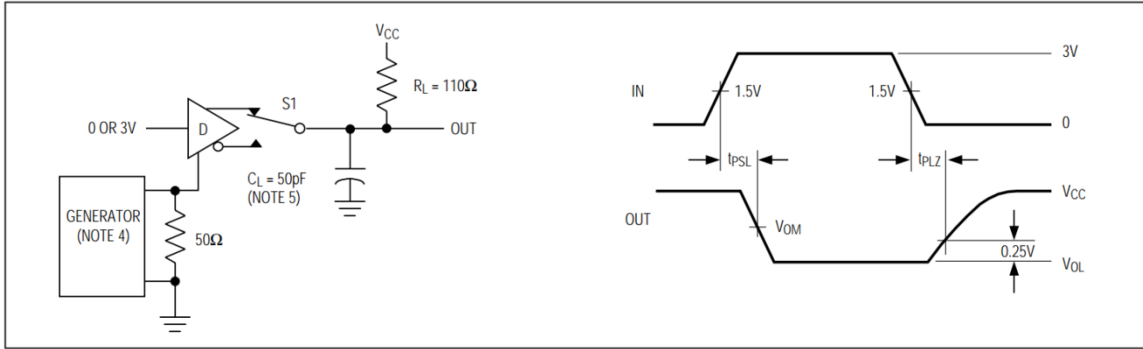 VCC
RL = 110Ω
S1
0 OR 3V
D
OUT
CL = 50pF
(NOTE 5)
GENERATOR
(NOTE 4)
50Ω
IN
1.5V
1.5V
3V
0
tPSL
tPLZ
OUT
VOM
VCC
0.25V
VOL